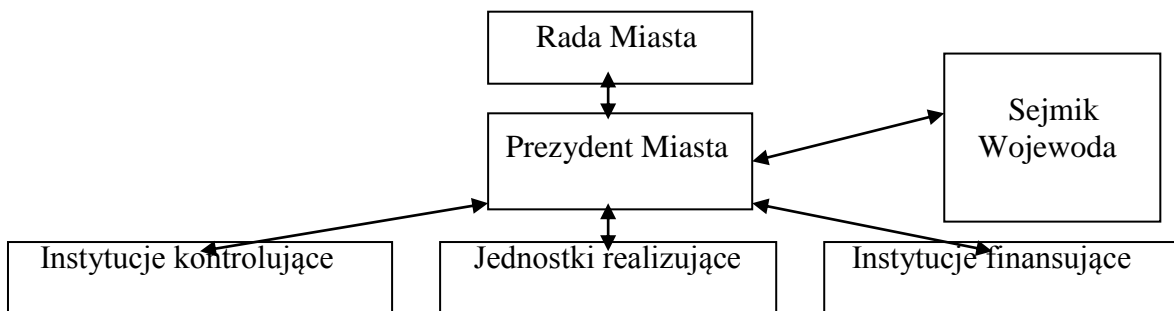 Rada Miasta
Sejmik
Wojewoda
Prezydent Miasta
Instytucje kontrolujące
Jednostki realizujące
Instytucje finansujące